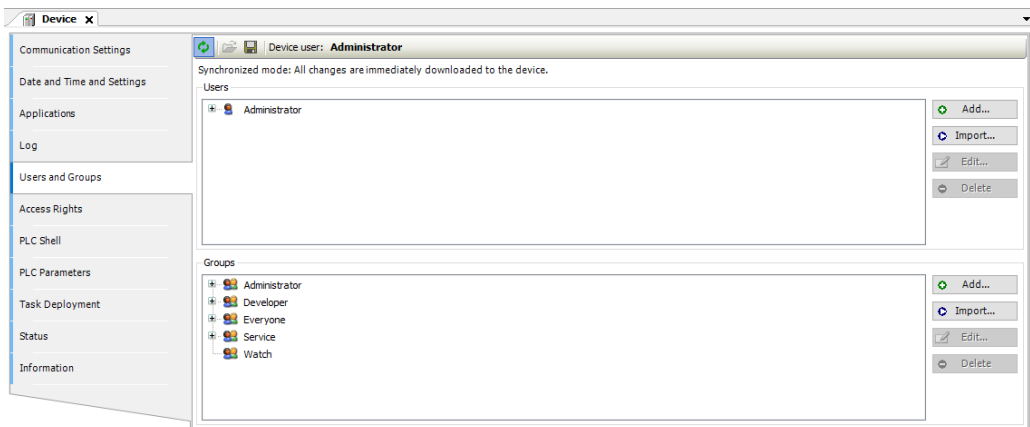 Device
Communication Settings
Date and Time and Settings
Applications
Log
Users and Groups
Access Rights
PLC Shell
PLC Parameters
Task Deployment
Status
Information
Device user: Administrator
Synchronized mode: All changes are immediately downloaded to the device.
Users
Administrator
Add...
Import...
Edit...
Delete
Groups
Administrator
Developer
Everyone
Service
Watch
Add...
Import...
Edit...
Delete